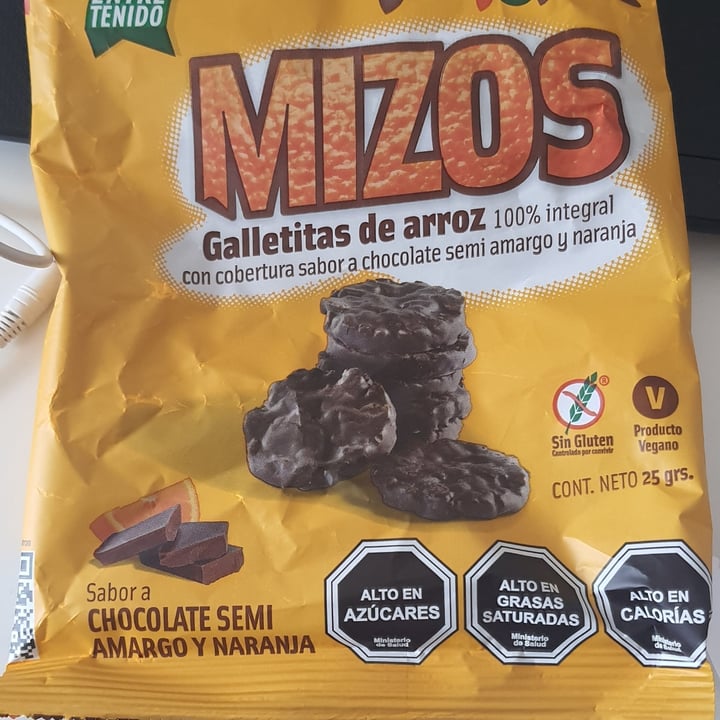 ENTRE
TENIDO
MIZOS
Galletitas de arroz 100% integral
con cobertura sabor a chocolate semi amargo y naranja
Sin Gluten
Controlado por convivir
V
Producto
Vegano
CONT. NETO 25 grs.
Sabor a
CHOCOLATE SEMI
AMARGO Y NARANJA
ALTO EN
AZÚCARES
Ministerio
de Salud
ALTO EN
GRASAS
SATURADAS
Ministerio
de Salud
ALTO EN
CALORÍAS
Ministerio
de Salud